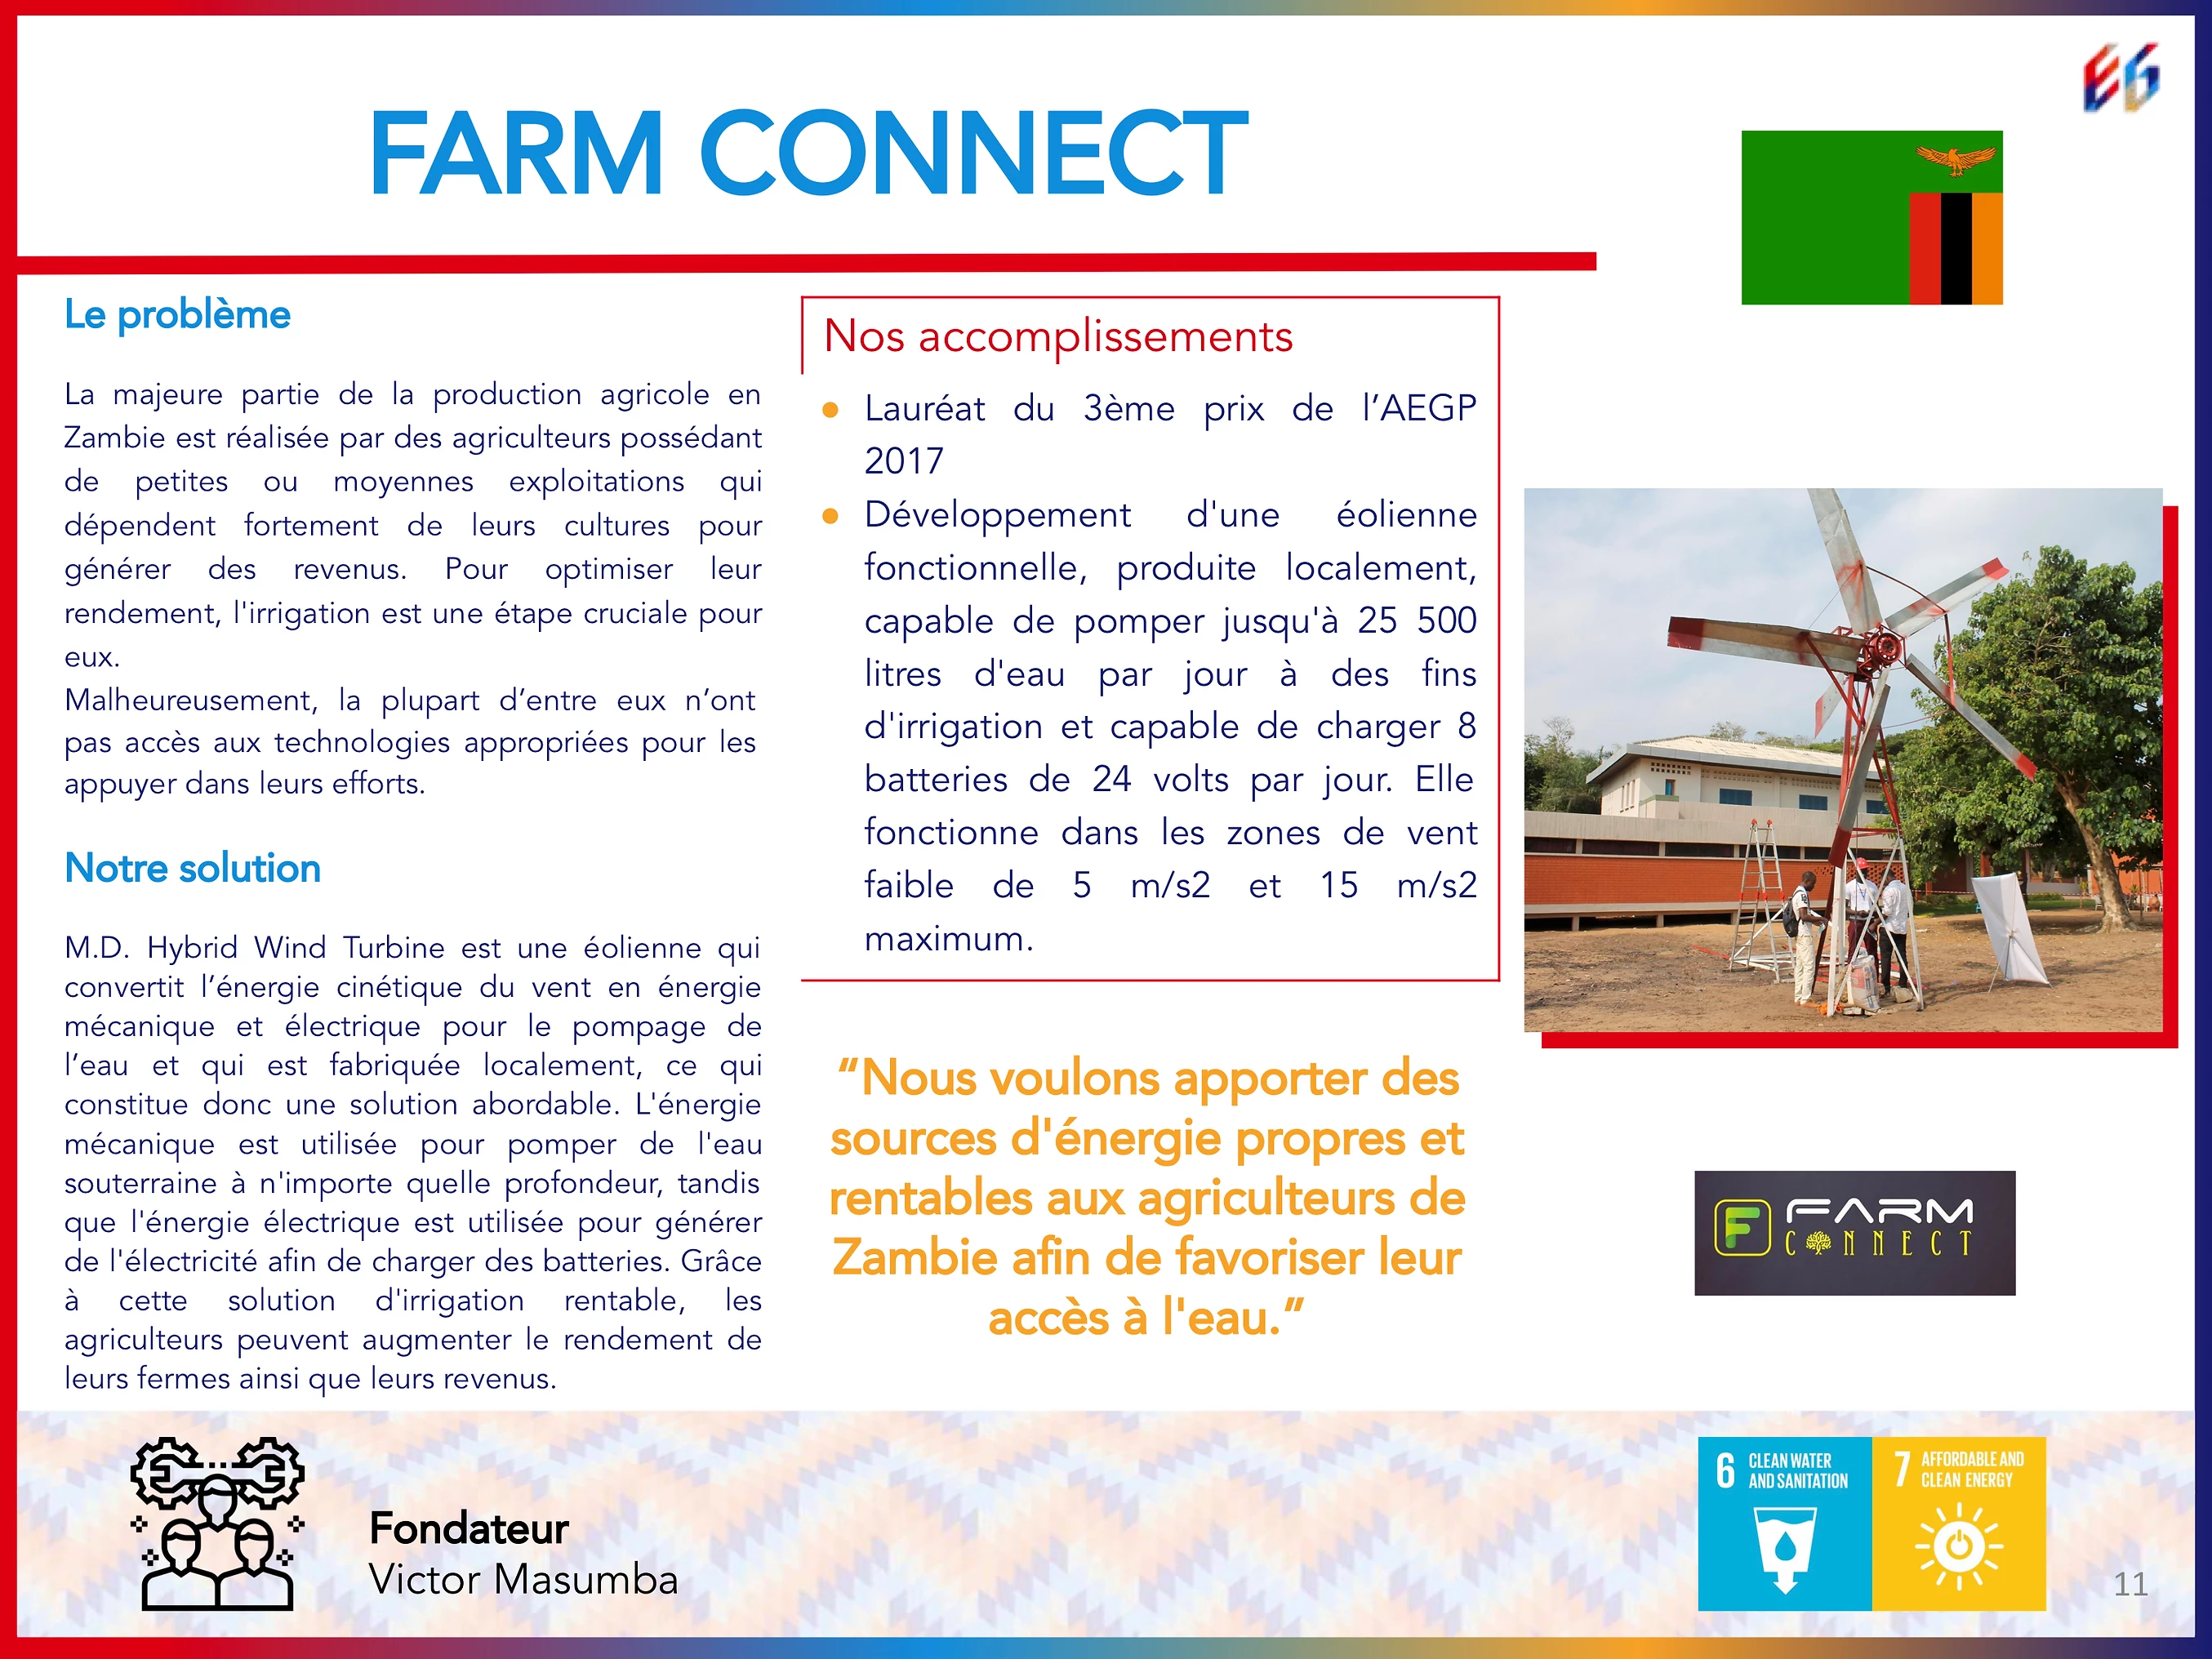 FARM CONNECT
Le problème
La majeure partie de la production agricole en
Zambie est réalisée par des agriculteurs possédant
de petites ou moyennes exploitations qui
dépendent fortement de leurs cultures pour
générer des revenus. Pour optimiser leur
rendement, l'irrigation est une étape cruciale pour
eux.
Malheureusement, la plupart d’entre eux n’ont
pas accès aux technologies appropriées pour les
appuyer dans leurs efforts.
Notre solution
M.D. Hybrid Wind Turbine est une éolienne qui
convertit l’énergie cinétique du vent en énergie
mécanique et électrique pour le pompage de
l’eau et qui est fabriquée localement, ce qui
constitue donc une solution abordable. L'énergie
mécanique est utilisée pour pomper de l'eau
souterraine à n'importe quelle profondeur, tandis
que l'énergie électrique est utilisée pour générer
de l'électricité afin de charger des batteries. Grâce
à cette solution d'irrigation rentable, les
agriculteurs peuvent augmenter le rendement de
leurs fermes ainsi que leurs revenus.
Nos accomplissements
● Lauréat du 3ème prix de l’AEGP
2017
● Développement d'une éolienne
fonctionnelle, produite localement,
capable de pomper jusqu'à 25 500
litres d'eau par jour à des fins
d'irrigation et capable de charger 8
batteries de 24 volts par jour. Elle
fonctionne dans les zones de vent
faible de 5 m/s2 et 15 m/s2
maximum.
“Nous voulons apporter des
sources d'énergie propres et
rentables aux agriculteurs de
Zambie afin de favoriser leur
accès à l'eau.”
EG
F FARM
CONNECT
Fondateur
Victor Masumba
6 CLEAN WATER
AND SANITATION
7 AFFORDABLE AND
CLEAN ENERGY
11